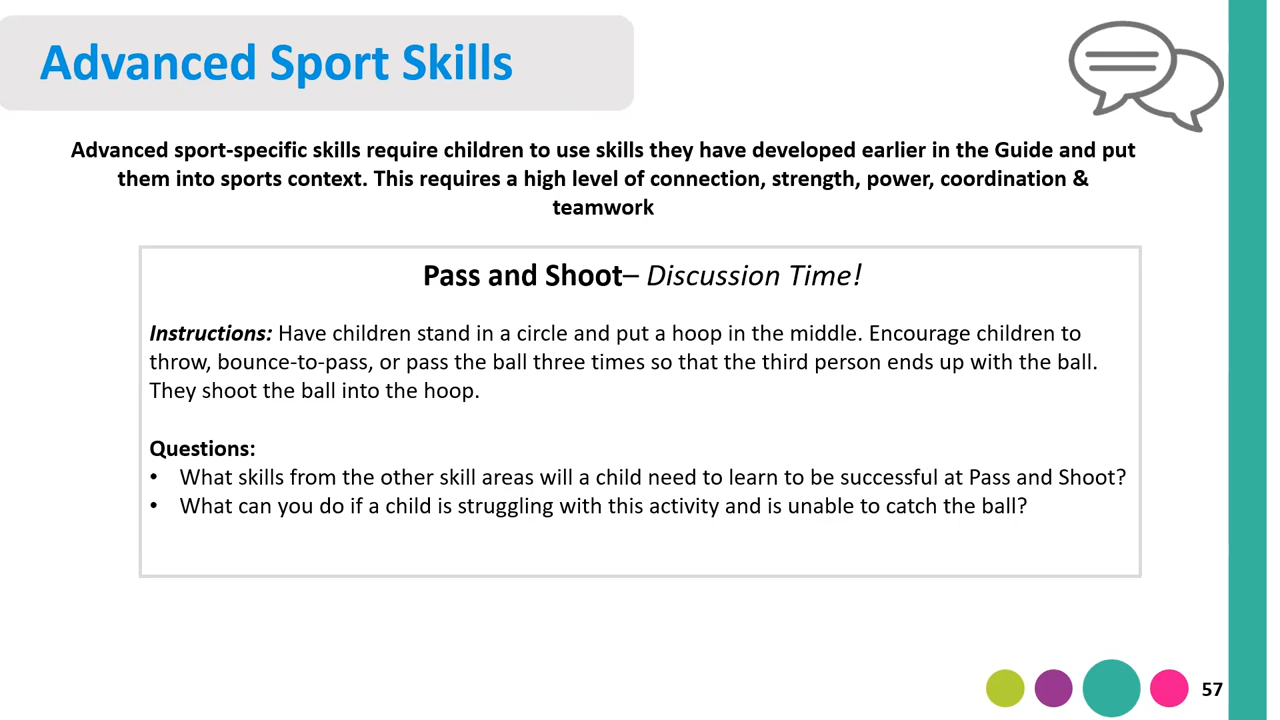 Advanced Sport Skills
Advanced sport-specific skills require children to use skills they have developed earlier in the Guide and put
them into sports context. This requires a high level of connection, strength, power, coordination &
teamwork
Pass and Shoot– Discussion Time!
Instructions: Have children stand in a circle and put a hoop in the middle. Encourage children to
throw, bounce-to-pass, or pass the ball three times so that the third person ends up with the ball.
They shoot the ball into the hoop.
Questions:
• What skills from the other skill areas will a child need to learn to be successful at Pass and Shoot?
• What can you do if a child is struggling with this activity and is unable to catch the ball?
57